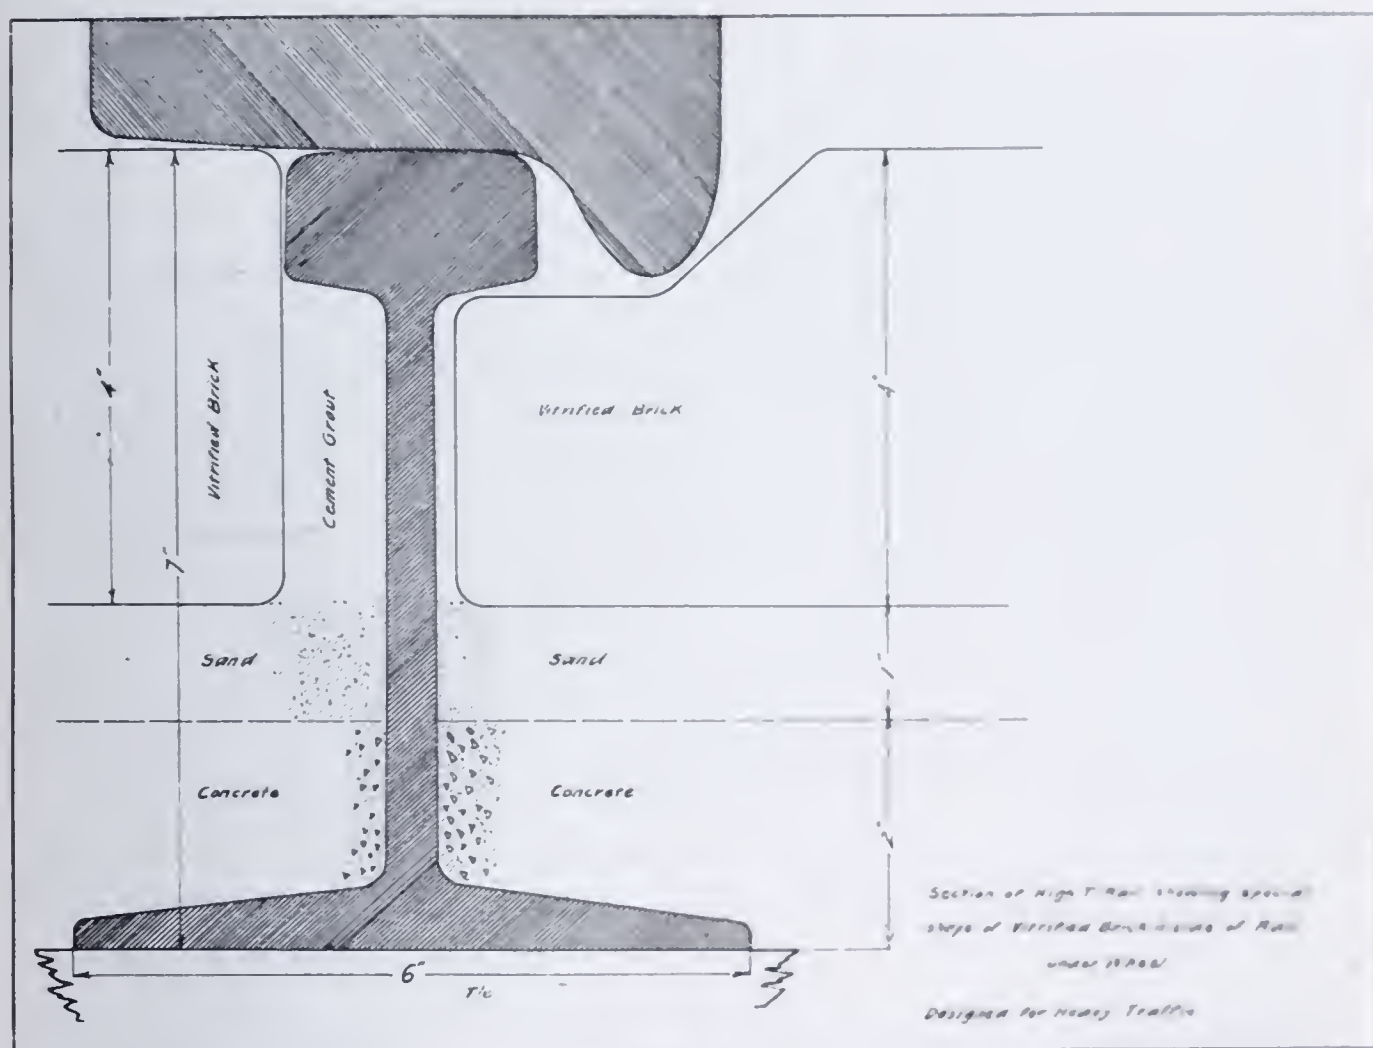 4"
Vitrified Brick
7"
Cement Grout
Vitrified Brick
4"
Sand
Sand
1"
Concrete
Concrete
2"
6"
Tie
Section of High T Rail showing special
shape of Vitrified Brick inside of Rail
under Wheel
Designed for Heavy Traffic